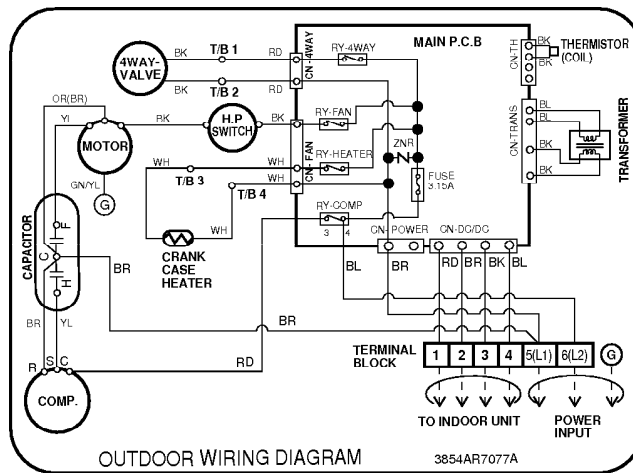 4WAY-
VALVE
BK
T/B 1
RD
BK
T/B 2
RD
CN-4WAY
RY-4WAY
MAIN P.C.B
CN-TH
BK
BK
THERMISTOR
(COIL)
OR(BR)
Yl
MOTOR
BK
H.P
SWITCH
BK
CN-FAN
RY-FAN
ZNR
CN-TRANS
BL
BL
BK
BK
TRANSFORMER
GN/YL
G
WH
T/B 3
WH
RY-HEATER
WH
T/B 4
WH
FUSE
3.15A
CRANK
CASE
HEATER
RY-COMP
3 4
CN-POWER
CN-DC/DC
BL
BR
RD
BR
BK
BL
CAPACITOR
F
C
H
BR
BR
BR
YL
RD
R
S
C
COMP.
TERMINAL
BLOCK
1
2
3
4
5(L1)
6(L2)
G
TO INDOOR UNIT
POWER
INPUT
OUTDOOR WIRING DIAGRAM
3854AR7077A